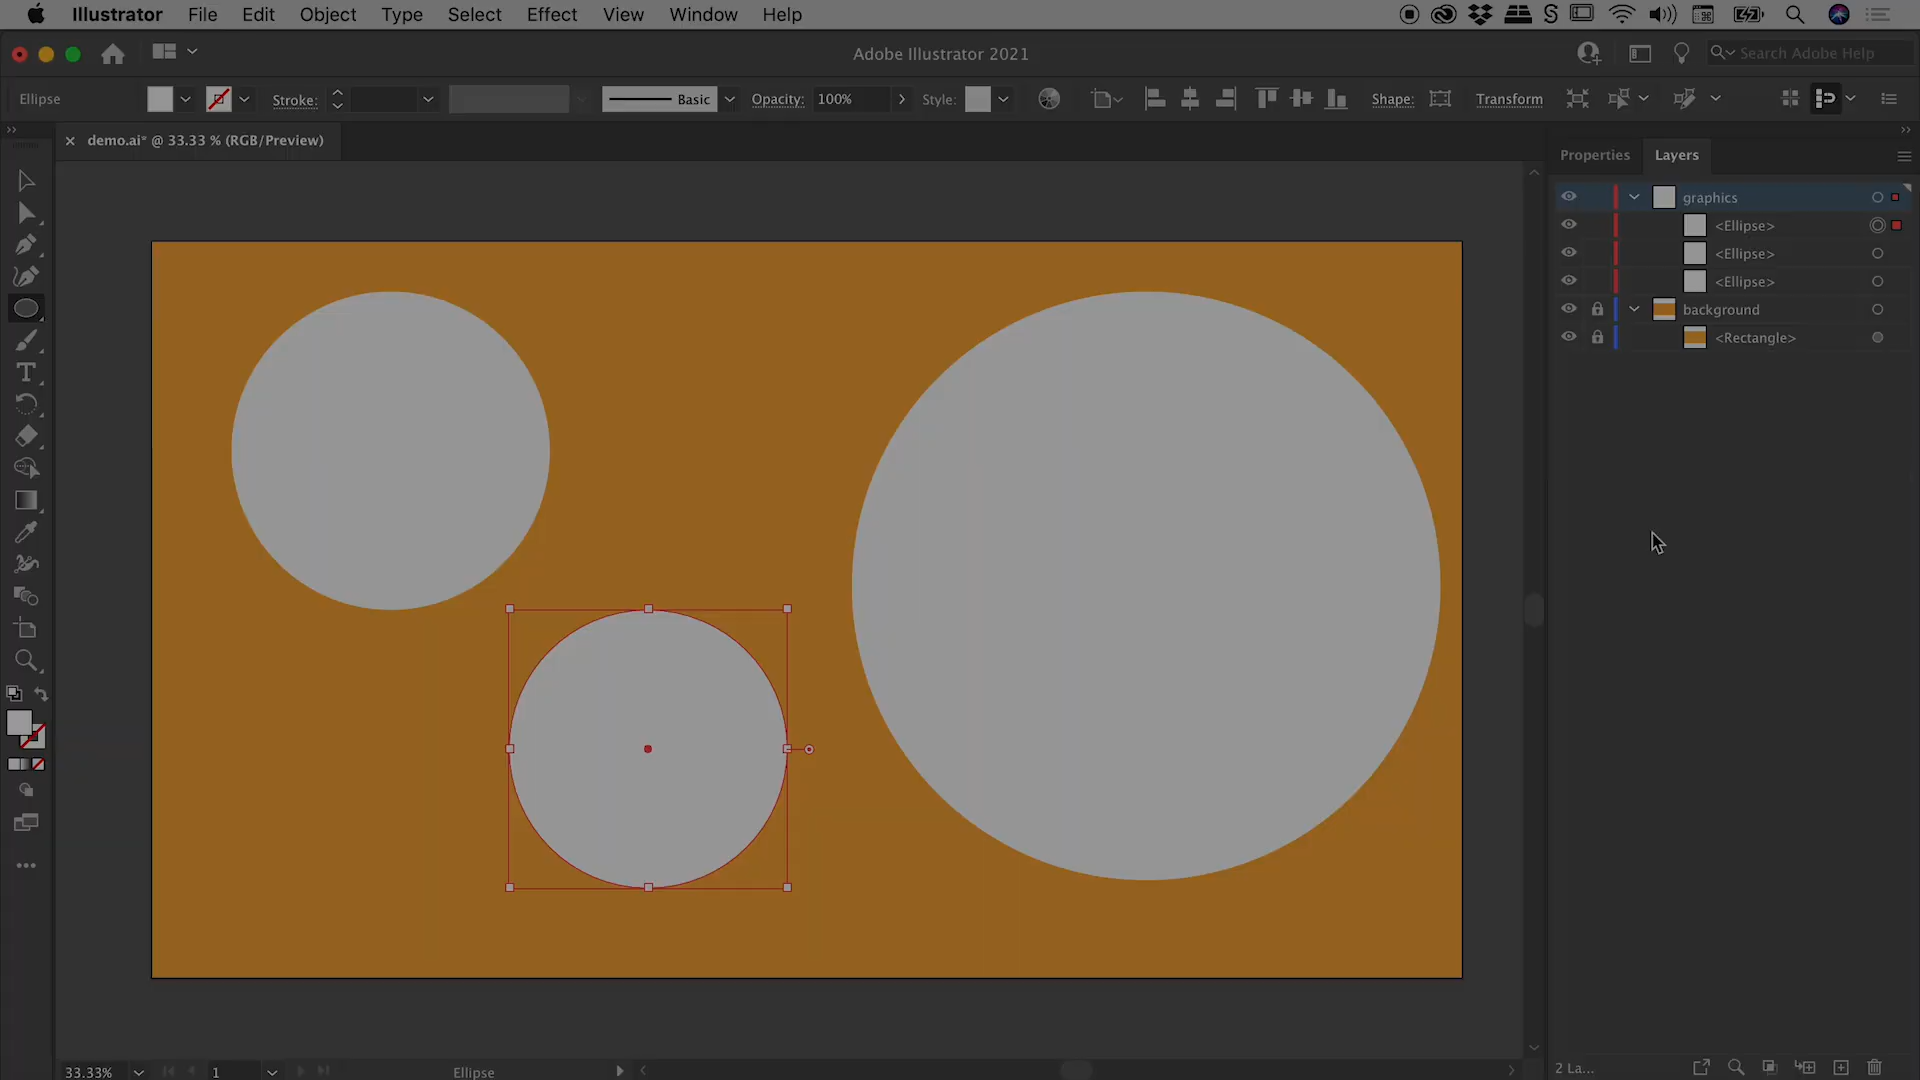 Illustrator File Edit Object Type Select Effect View Window Help
Adobe Illustrator 2021
Search Adobe Help
Ellipse Stroke: Basic Opacity: 100% Style: Shape: Transform
demo.ai* @ 33.33 % (RGB/Preview)
Properties Layers
graphics
<Ellipse>
<Ellipse>
<Ellipse>
background
<Rectangle>
33.33% 1 Ellipse 2 La...